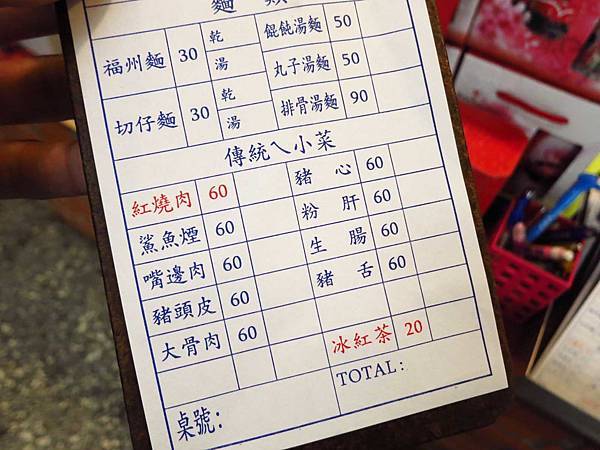 麵 類
福州麵 30 乾 湯 餛飩湯麵 50
丸子湯麵 50
切仔麵 30 乾 湯 排骨湯麵 90
傳統ㄟ小菜
紅燒肉 60 豬心 60
鯊魚煙 60 粉肝 60
嘴邊肉 60 生腸 60
豬頭皮 60 豬舌 60
大骨肉 60
冰紅茶 20
桌號: TOTAL: